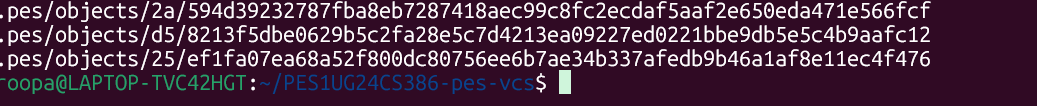 .pes/objects/2a/594d39232787fba8eb7287418aec99c8fc2ecdaf5aaf2e650eda471e566fcf
.pes/objects/d5/8213f5dbe0629b5c2fa28e5c7d4213ea09227ed0221bbe9db5e5c4b9aafc12
.pes/objects/25/ef1fa07ea68a52f800dc80756ee6b7ae34b337afedb9b46a1af8e11ec4f476
roopa@LAPTOP-TVC42HGT:~/PES1UG24CS386-pes-vcs$